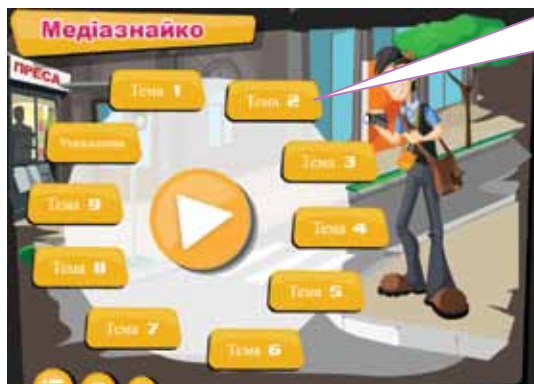 Медіазнайко
ПРЕСА
Тема 1
Тема 2
Тема 3
Тема 4
Тема 5
Тема 6
Тема 7
Тема 8
Тема 9